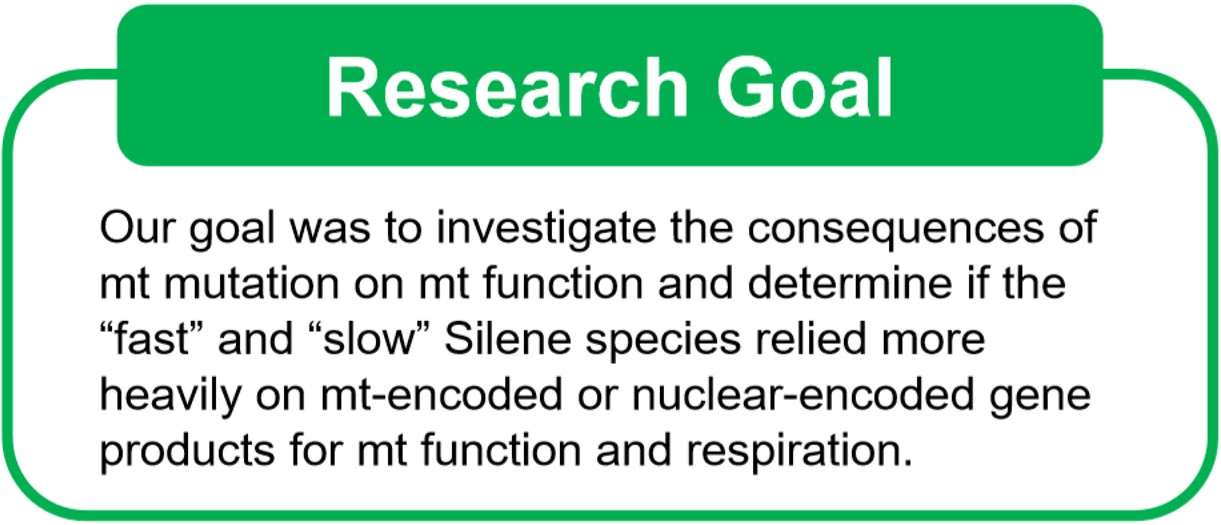 Research Goal
Our goal was to investigate the consequences of
mt mutation on mt function and determine if the
“fast” and “slow” Silene species relied more
heavily on mt-encoded or nuclear-encoded gene
products for mt function and respiration.